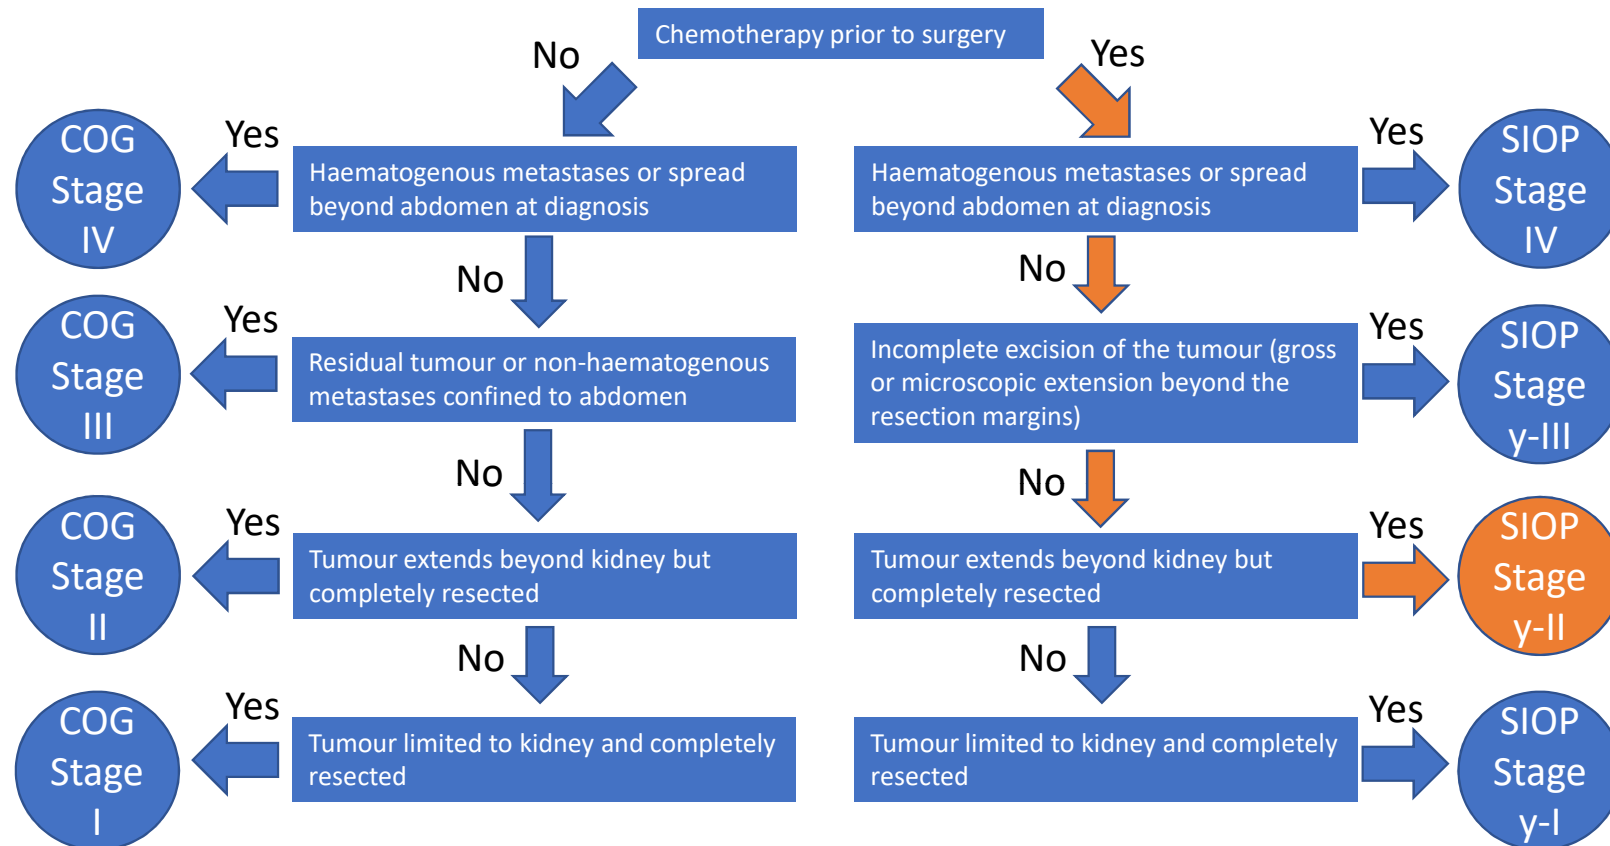 Chemotherapy prior to surgery
No
Yes
COG
Stage
IV
Yes
Haematogenous metastases or spread
beyond abdomen at diagnosis
Haematogenous metastases or spread
beyond abdomen at diagnosis
Yes
SIOP
Stage
IV
No
No
COG
Stage
III
Yes
Residual tumour or non-haematogenous
metastases confined to abdomen
Incomplete excision of the tumour (gross
or microscopic extension beyond the
resection margins)
Yes
SIOP
Stage
y-III
No
No
COG
Stage
II
Yes
Tumour extends beyond kidney but
completely resected
Tumour extends beyond kidney but
completely resected
Yes
SIOP
Stage
y-II
No
No
COG
Stage
I
Yes
Tumour limited to kidney and completely
resected
Tumour limited to kidney and completely
resected
Yes
SIOP
Stage
y-I